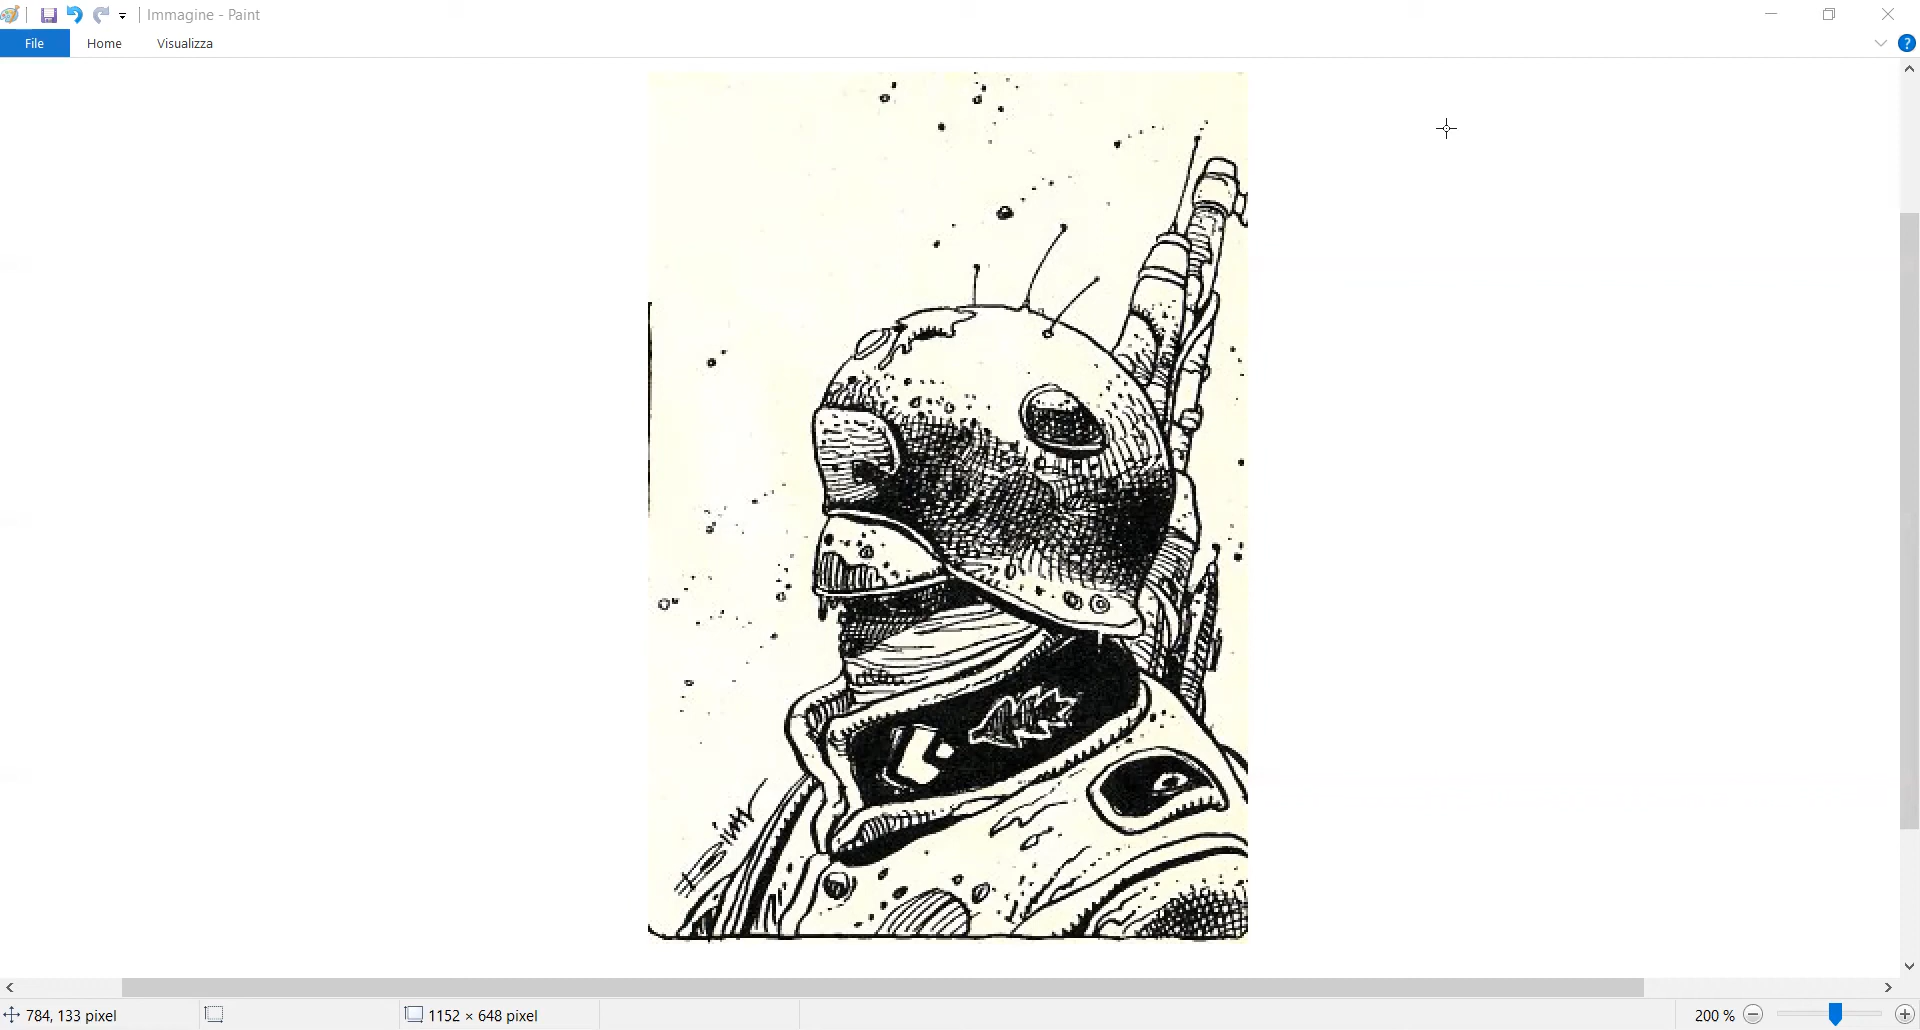 Immagine - Paint
File Home Visualizza
784, 133 pixel 1152 × 648 pixel 200 %